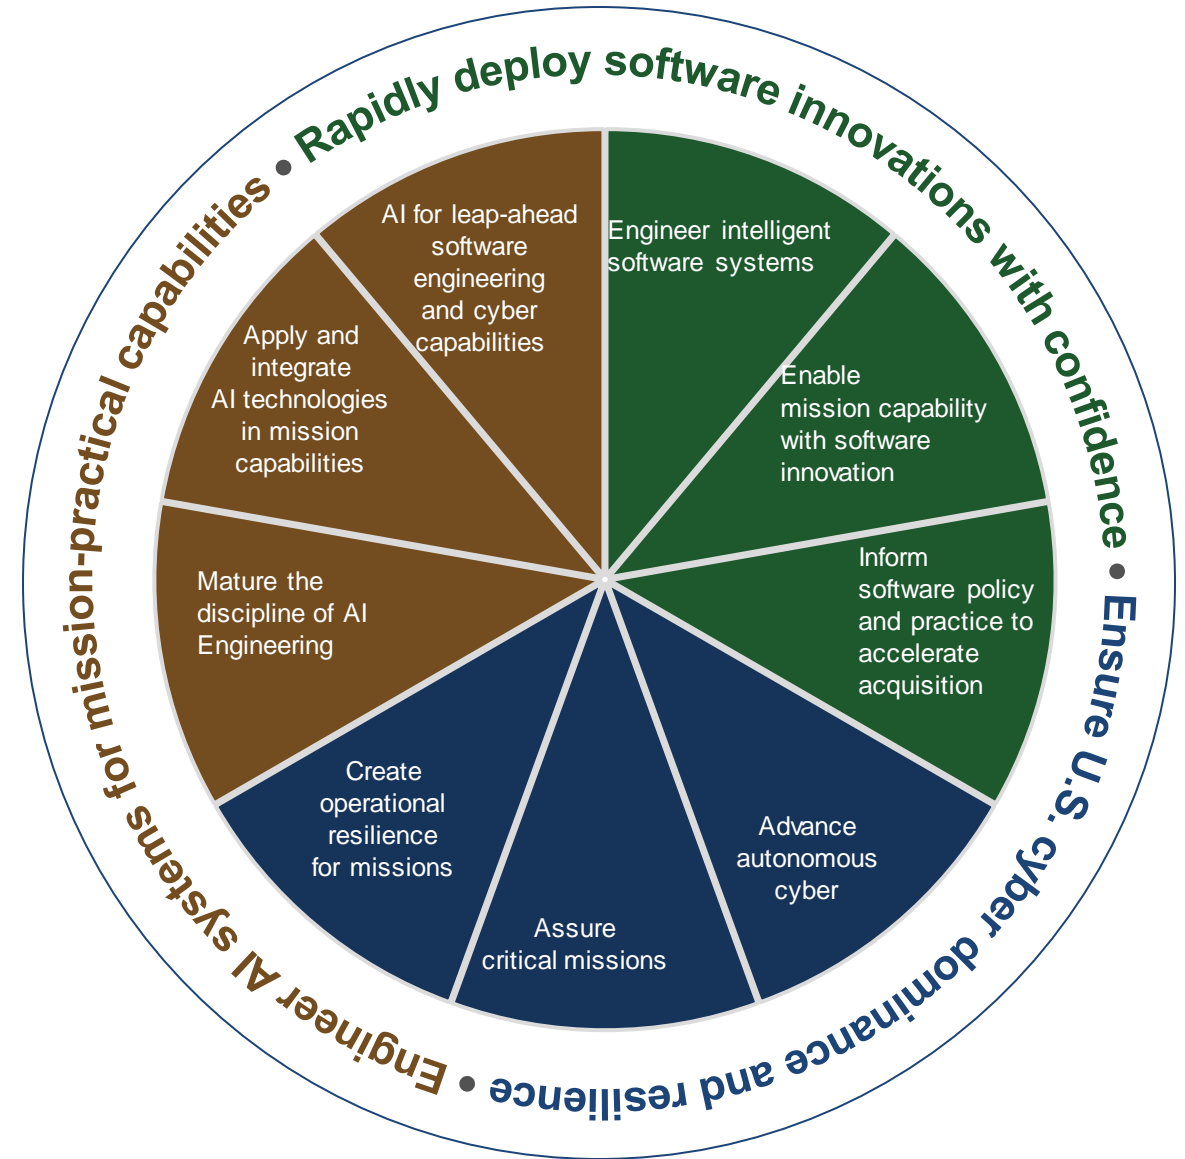 Rapidly deploy software innovations with confidence
•
Ensure U.S. cyber dominance and resilience
•
Engineer AI systems for mission-practical capabilities
•
Engineer intelligent
software systems
Enable
mission capability
with software
innovation
Inform
software policy
and practice to
accelerate
acquisition
Advance
autonomous
cyber
Assure
critical missions
Create
operational
resilience
for missions
Mature the
discipline of AI
Engineering
Apply and
integrate
AI technologies
in mission
capabilities
AI for leap-ahead
software
engineering
and cyber
capabilities